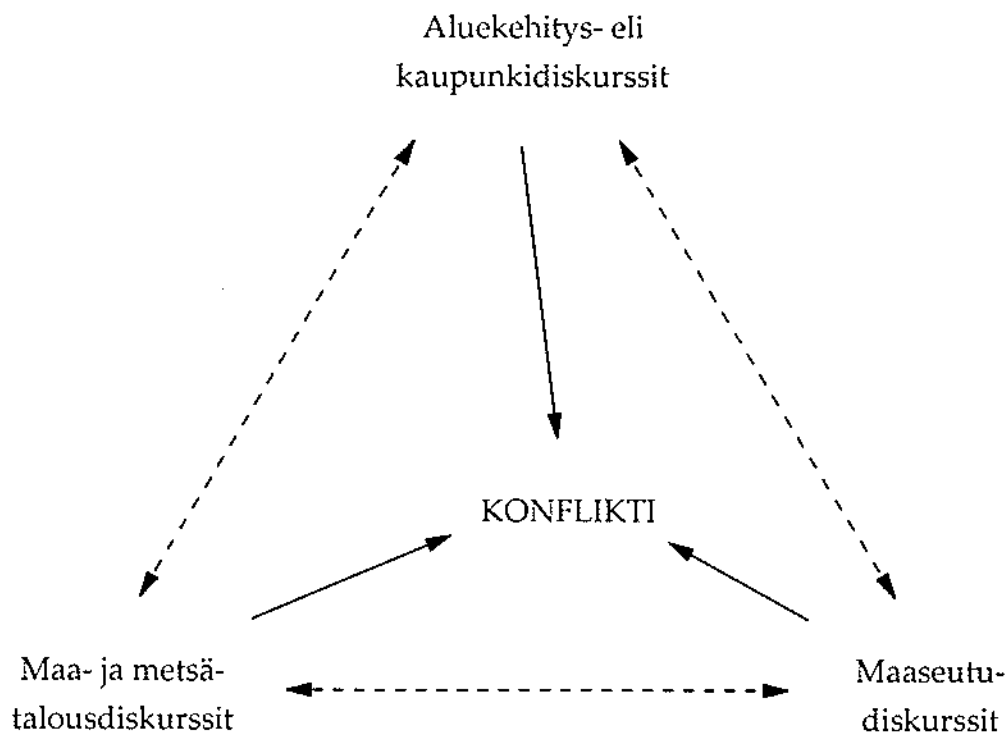 Aluekehitys- eli
kaupunkidiskurssit
KONFLIKTI
Maa- ja metsä-
talousdiskurssit
Maaseutu-
diskurssit